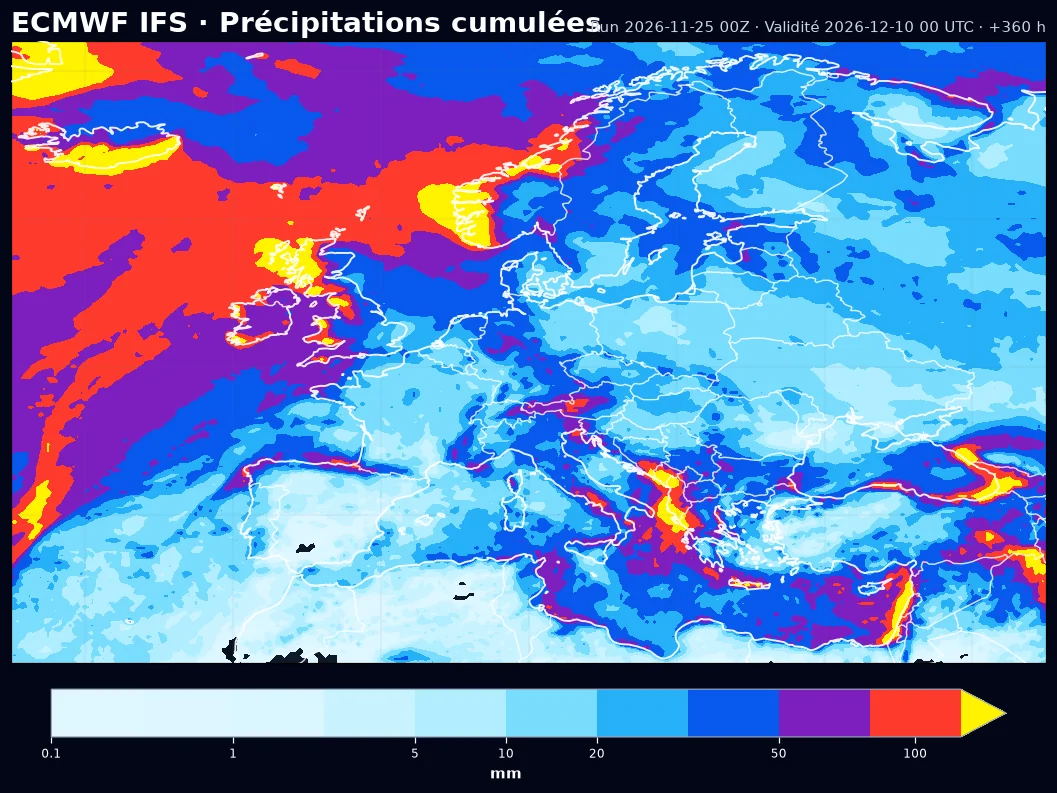 ECMWF IFS · Précipitations cumulées
Run 2026-11-25 00Z · Validité 2026-12-10 00 UTC · +360 h
0.1 1 5 10 20 50 100
mm